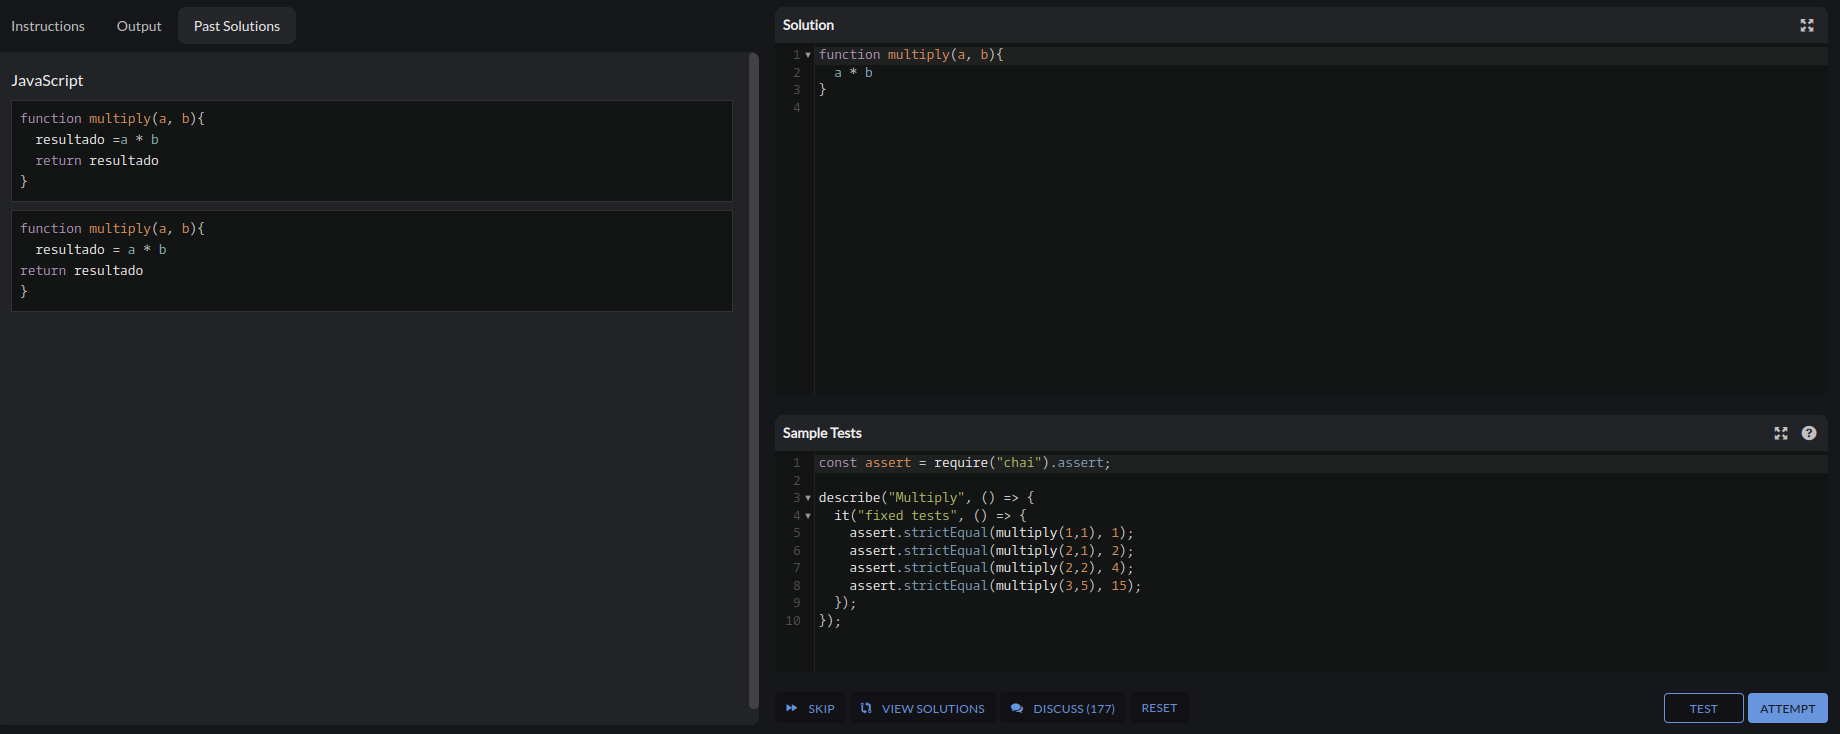 Instructions
Output
Past Solutions
JavaScript
function multiply(a, b){
  resultado =a * b
  return resultado
}
function multiply(a, b){
  resultado = a * b
return resultado
}
Solution
1 function multiply(a, b){
2   a * b
3 }
4
Sample Tests
1 const assert = require("chai").assert;
2
3 describe("Multiply", () => {
4   it("fixed tests", () => {
5     assert.strictEqual(multiply(1,1), 1);
6     assert.strictEqual(multiply(2,1), 2);
7     assert.strictEqual(multiply(2,2), 4);
8     assert.strictEqual(multiply(3,5), 15);
9   });
10 });
SKIP
VIEW SOLUTIONS
DISCUSS (177)
RESET
TEST
ATTEMPT